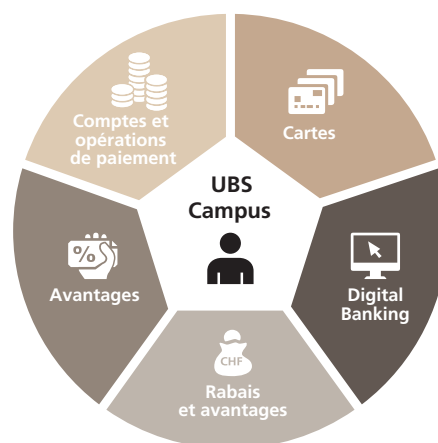 Comptes et
opérations
de paiement
Cartes
UBS
Campus
%
Avantages
Digital
Banking
CHF
Rabais
et avantages